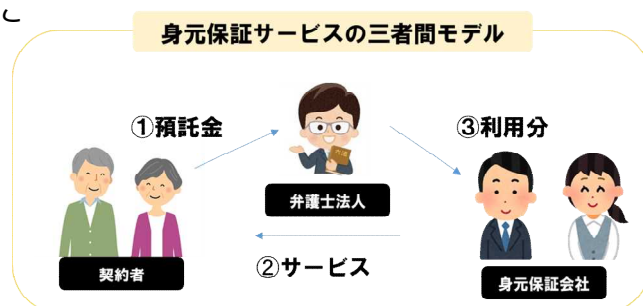 し
身元保証サービスの三者間モデル
①預託金
③利用分
弁護士法人
契約者
②サービス
身元保証会社